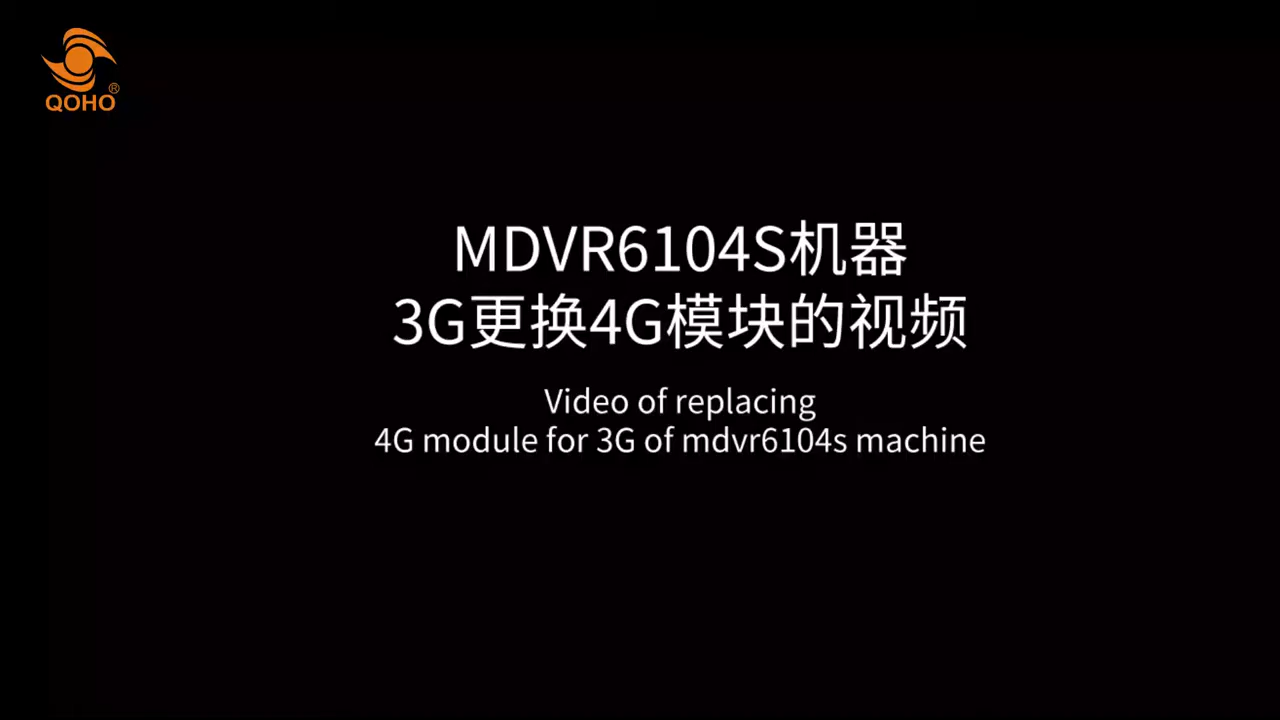 QOHO®
MDVR6104S机器
3G更换4G模块的视频
Video of replacing
4G module for 3G of mdvr6104s machine